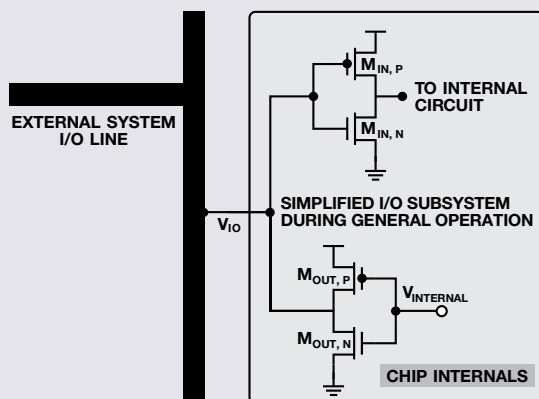 M_IN, P
TO INTERNAL
CIRCUIT
M_IN, N
EXTERNAL SYSTEM
I/O LINE
SIMPLIFIED I/O SUBSYSTEM
DURING GENERAL OPERATION
V_IO
M_OUT, P
V_INTERNAL
M_OUT, N
CHIP INTERNALS